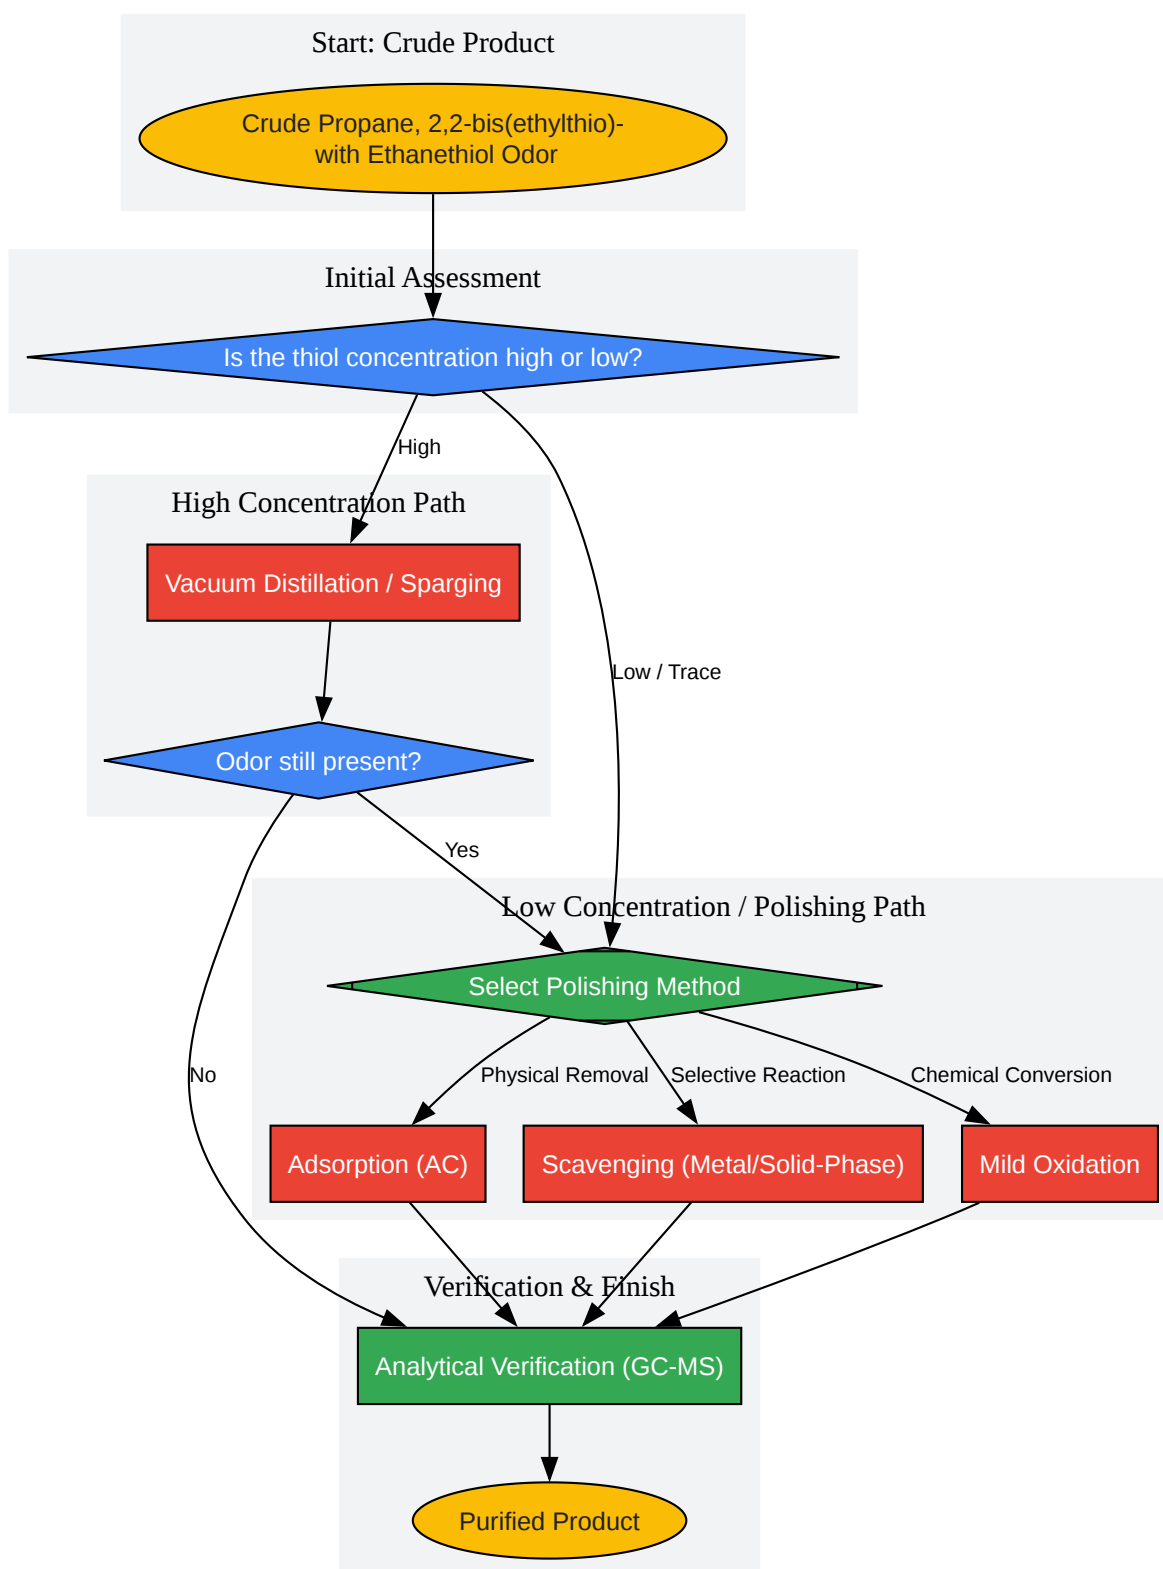 Start: Crude Product
Crude Propane, 2,2-bis(ethylthio)-
with Ethanethiol Odor
Initial Assessment
Is the thiol concentration high or low?
High
High Concentration Path
Vacuum Distillation / Sparging
Low / Trace
Odor still present?
Yes
Low Concentration / Polishing Path
Select Polishing Method
No
Physical Removal
Selective Reaction
Chemical Conversion
Adsorption (AC)
Scavenging (Metal/Solid-Phase)
Mild Oxidation
Verification & Finish
Analytical Verification (GC-MS)
Purified Product